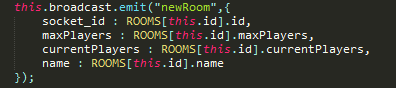 this.broadcast.emit("newRoom",{
socket_id : ROOMS[this.id].id,
maxPlayers : ROOMS[this.id].maxPlayers,
currentPlayers : ROOMS[this.id].currentPlayers,
name : ROOMS[this.id].name
});